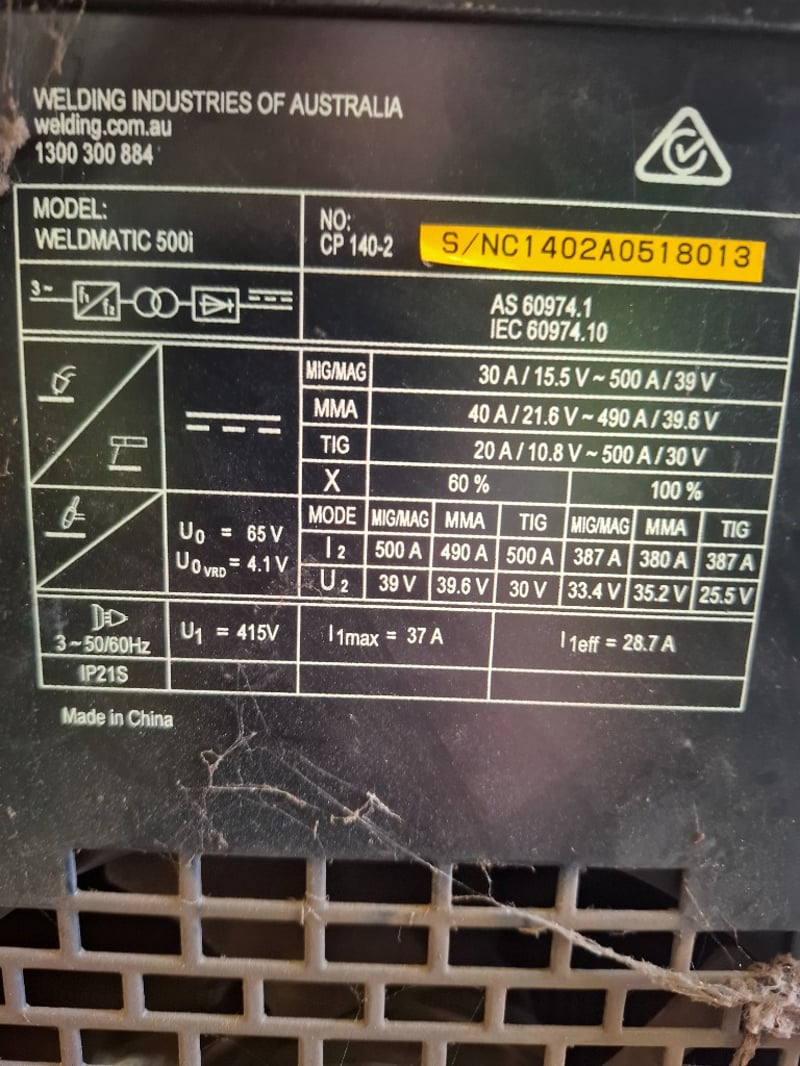 WELDING INDUSTRIES OF AUSTRALIA
welding.com.au
1300 300 884
MODEL:
WELDMATIC 500i
NO:
CP 140-2
S/NC1402A0518013
3~ f₁ f₂
AS 60974.1
IEC 60974.10
MIG/MAG 30 A / 15.5 V ~ 500 A / 39 V
MMA 40 A / 21.6 V ~ 490 A / 39.6 V
TIG 20 A / 10.8 V ~ 500 A / 30 V
X 60 % 100 %
MODE MIG/MAG MMA TIG MIG/MAG MMA TIG
I₂ 500 A 490 A 500 A 387 A 380 A 387 A
U₂ 39 V 39.6 V 30 V 33.4 V 35.2 V 25.5 V
U₀ = 65 V
U₀ VRD = 4.1 V
3~50/60Hz
U₁ = 415V
I1max = 37 A
I1eff = 28.7 A
IP21S
Made in China